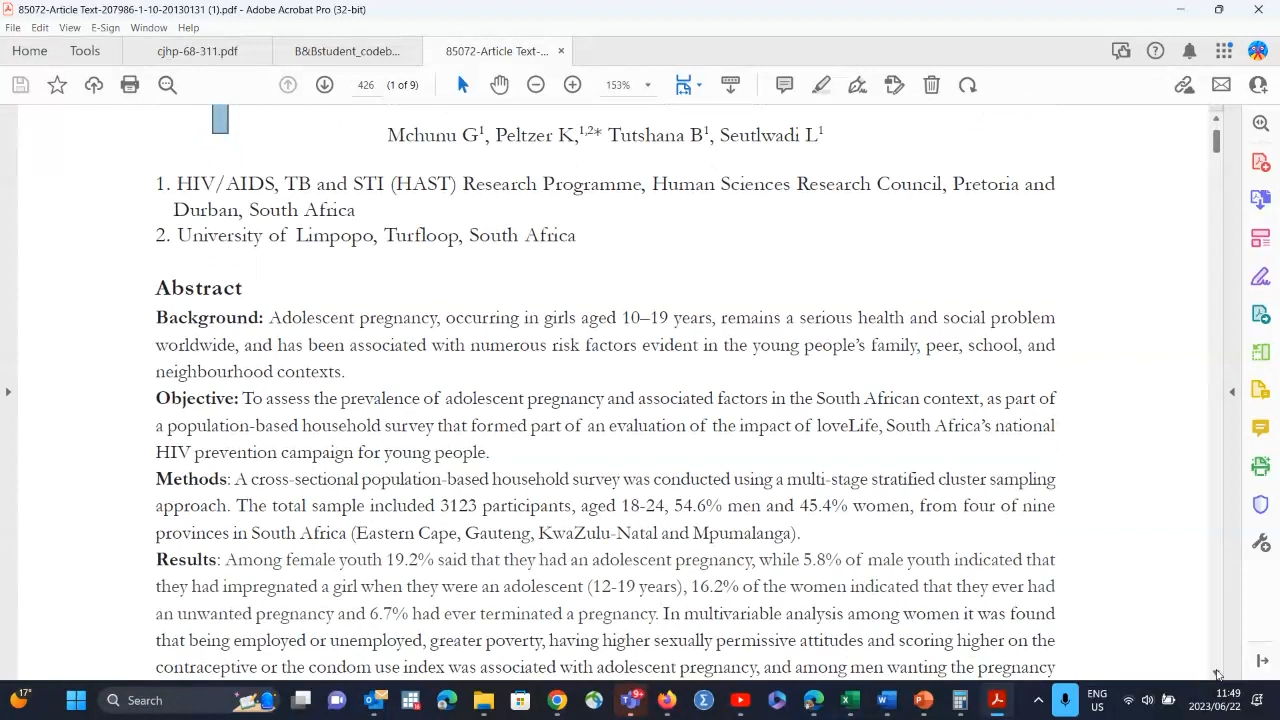 85072-Article Text-207986-1-10-20130131 (1).pdf - Adobe Acrobat Pro (32-bit)
File Edit View E-Sign Window Help
Home Tools cjhp-68-311.pdf B&Bstudent_codeb... 85072-Article Text-... ×
426 (1 of 9) 153%
Mchunu G1, Peltzer K,1,2* Tutshana B1, Seutlwadi L1
1. HIV/AIDS, TB and STI (HAST) Research Programme, Human Sciences Research Council, Pretoria and
Durban, South Africa
2. University of Limpopo, Turfloop, South Africa
Abstract
Background: Adolescent pregnancy, occurring in girls aged 10–19 years, remains a serious health and social problem
worldwide, and has been associated with numerous risk factors evident in the young people’s family, peer, school, and
neighbourhood contexts.
Objective: To assess the prevalence of adolescent pregnancy and associated factors in the South African context, as part of
a population-based household survey that formed part of an evaluation of the impact of loveLife, South Africa’s national
HIV prevention campaign for young people.
Methods: A cross-sectional population-based household survey was conducted using a multi-stage stratified cluster sampling
approach. The total sample included 3123 participants, aged 18-24, 54.6% men and 45.4% women, from four of nine
provinces in South Africa (Eastern Cape, Gauteng, KwaZulu-Natal and Mpumalanga).
Results: Among female youth 19.2% said that they had an adolescent pregnancy, while 5.8% of male youth indicated that
they had impregnated a girl when they were an adolescent (12-19 years), 16.2% of the women indicated that they ever had
an unwanted pregnancy and 6.7% had ever terminated a pregnancy. In multivariable analysis among women it was found
that being employed or unemployed, greater poverty, having higher sexually permissive attitudes and scoring higher on the
contraceptive or the condom use index was associated with adolescent pregnancy, and among men wanting the pregnancy
17° Search 9+ ENG 11:49
US 2023/06/22